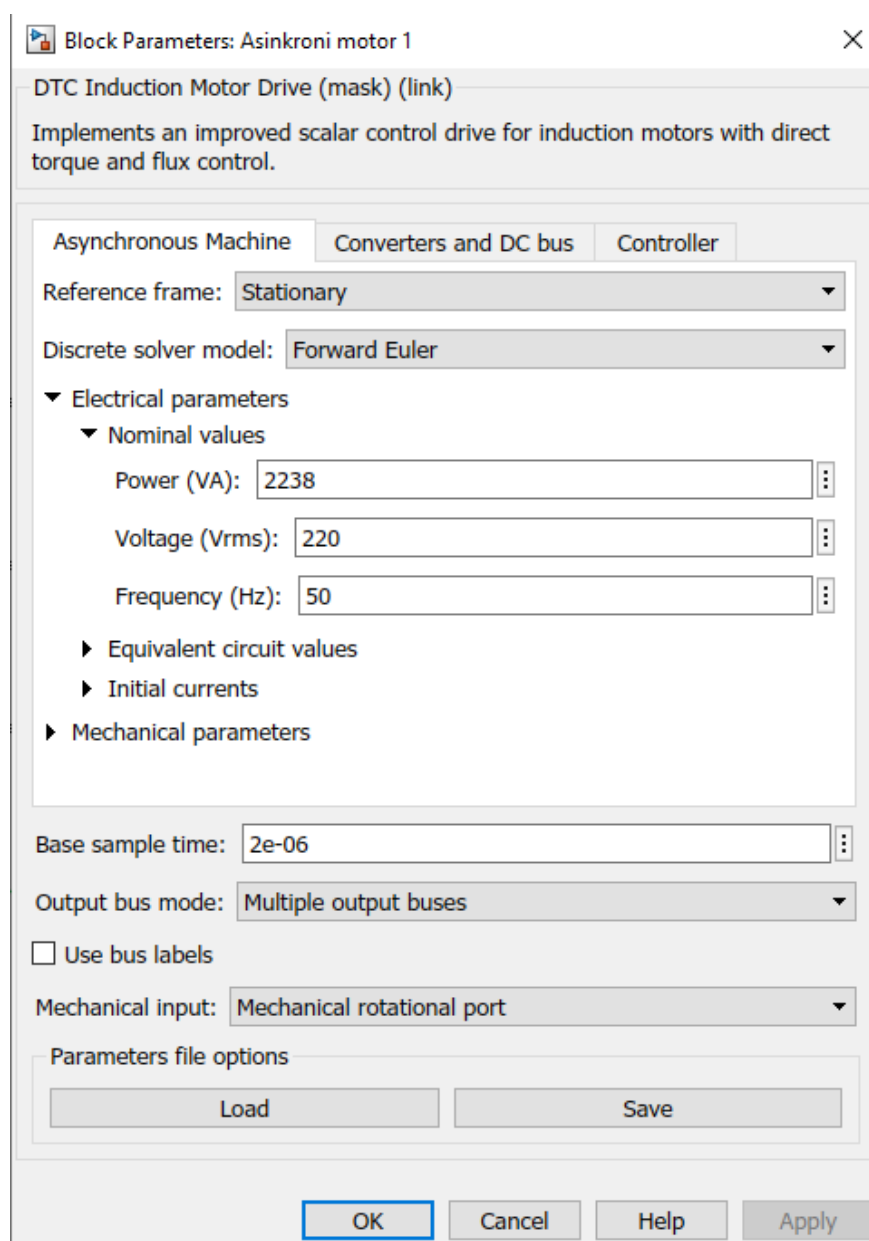 Block Parameters: Asinkroni motor 1
DTC Induction Motor Drive (mask) (link)
Implements an improved scalar control drive for induction motors with direct
torque and flux control.
Asynchronous Machine Converters and DC bus Controller
Reference frame: Stationary
Discrete solver model: Forward Euler
Electrical parameters
Nominal values
Power (VA): 2238
Voltage (Vrms): 220
Frequency (Hz): 50
Equivalent circuit values
Initial currents
Mechanical parameters
Base sample time: 2e-06
Output bus mode: Multiple output buses
Use bus labels
Mechanical input: Mechanical rotational port
Parameters file options
Load Save
OK Cancel Help Apply